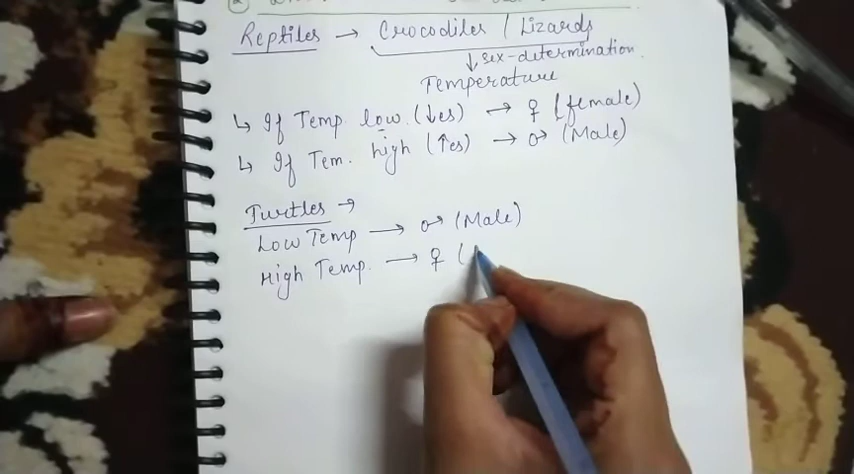 Reptiles → Crocodiles / Lizards
↓ sex-determination
Temperature
↳ If Temp. low (↓es) → ♀ (female)
↳ If Tem. high (↑es) → ♂ (Male)
Turtles →
Low Temp → ♂ (Male)
High Temp. → ♀ (